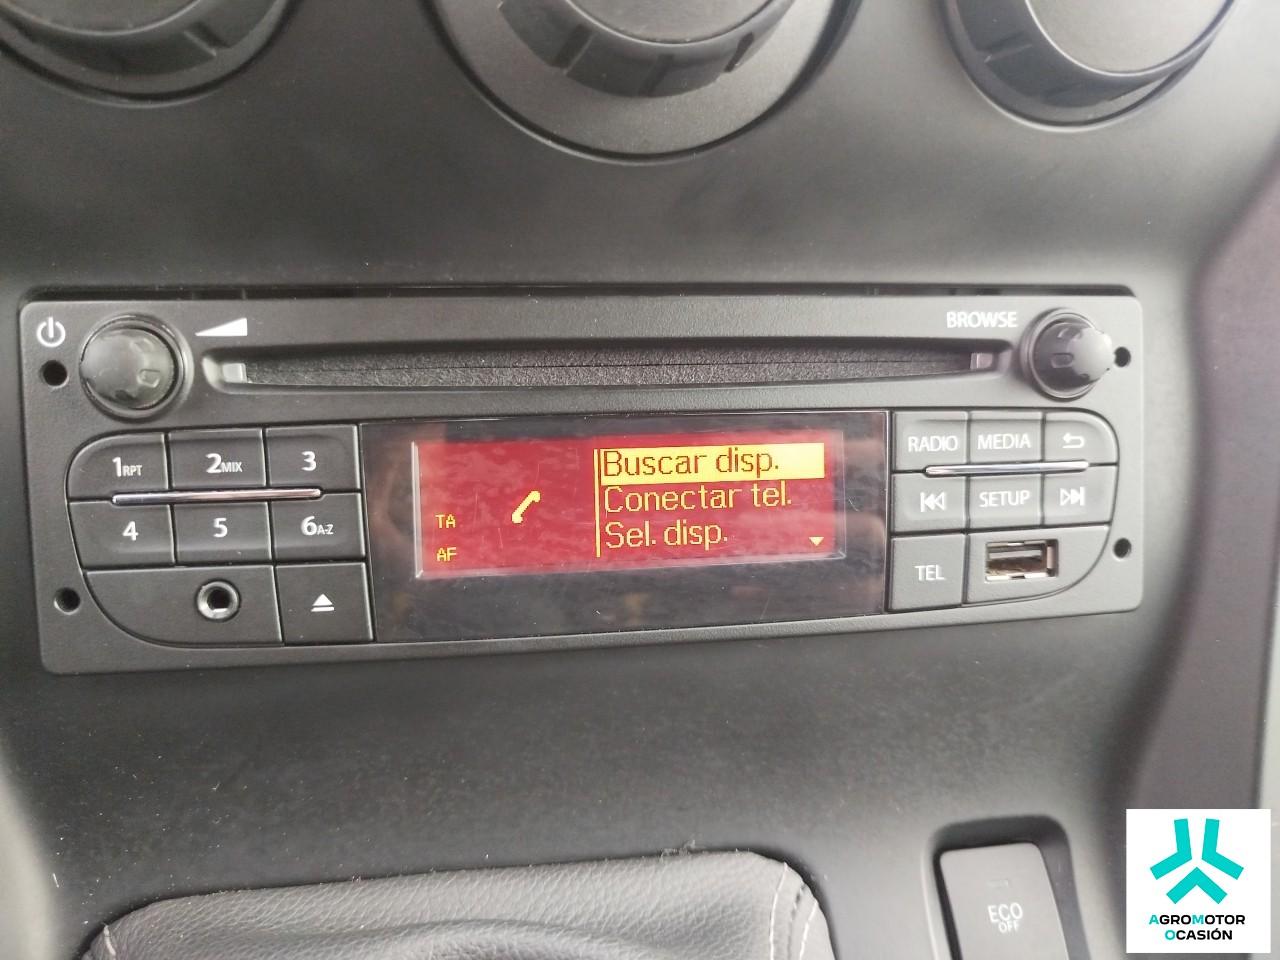 BROWSE
1RPT
2MIX
3
4
5
6A-Z
TA
AF
Buscar disp.
Conectar tel.
Sel. disp.
RADIO
MEDIA
SETUP
TEL
ECO
OFF
AGROMOTOR
OCASIÓN